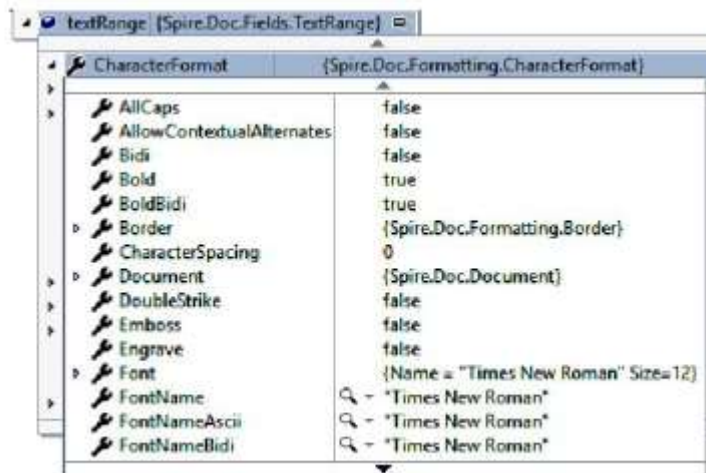 textRange {Spire.Doc.Fields.TextRange}
CharacterFormat {Spire.Doc.Formatting.CharacterFormat}
AllCaps false
AllowContextualAlternates false
Bidi false
Bold true
BoldBidi true
Border {Spire.Doc.Formatting.Border}
CharacterSpacing 0
Document {Spire.Doc.Document}
DoubleStrike false
Emboss false
Engrave false
Font {Name = "Times New Roman" Size=12}
FontName "Times New Roman"
FontNameAscii "Times New Roman"
FontNameBidi "Times New Roman"